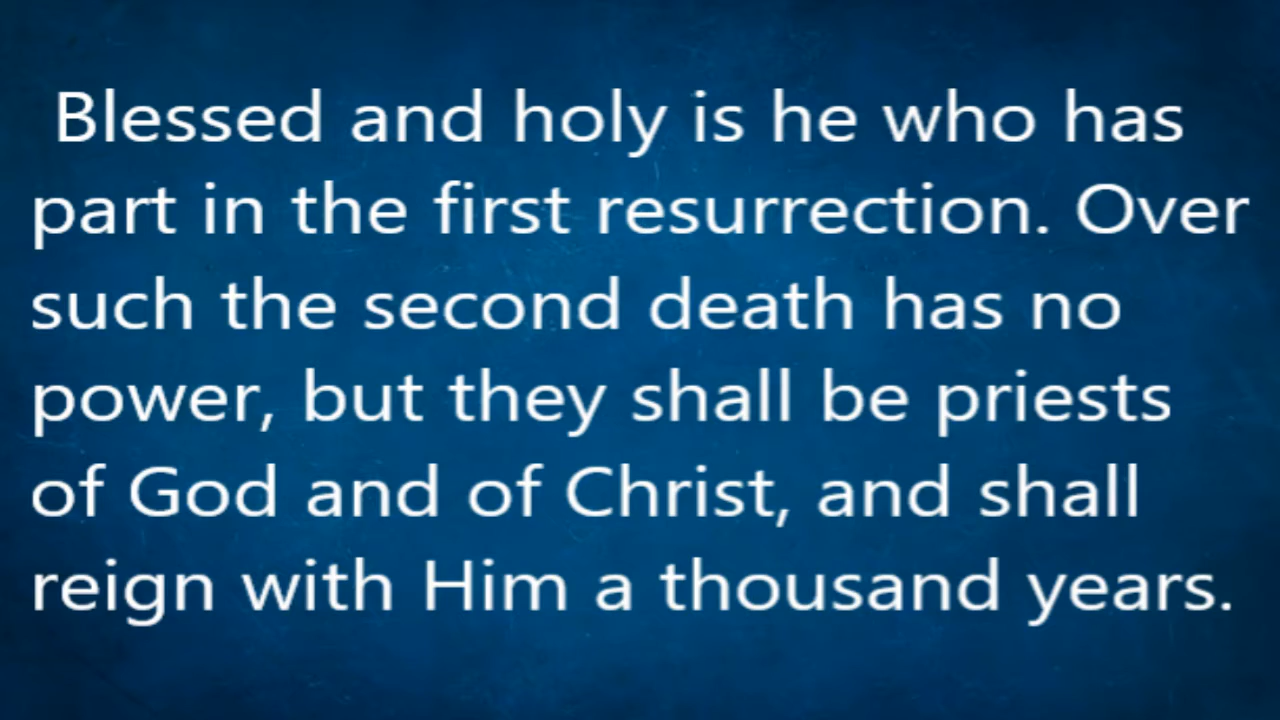 Blessed and holy is he who has
part in the first resurrection. Over
such the second death has no
power, but they shall be priests
of God and of Christ, and shall
reign with Him a thousand years.